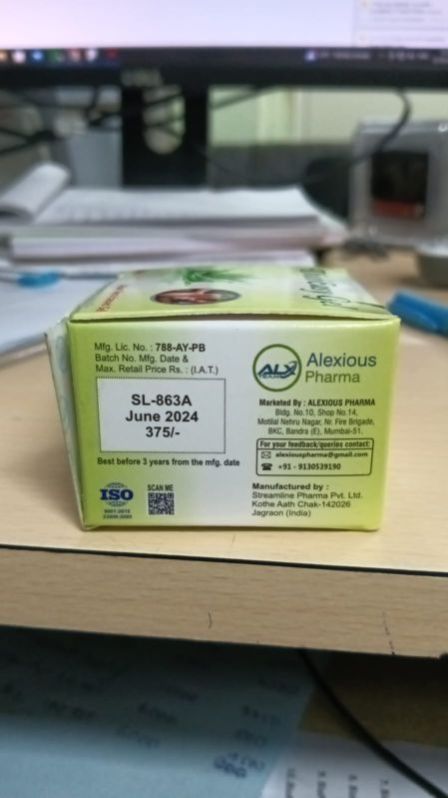 Mfg. Lic. No. : 788-AY-PB
Batch No. Mfg. Date &
Max. Retail Price Rs. : (I.A.T.)
SL-863A
June 2024
375/-
Best before 3 years from the mfg. date
ISO
SCAN ME
ALX
Alexious
Pharma
Marketed By : ALEXIOUS PHARMA
Bldg. No.10, Shop No.14,
Motilal Nehru Nagar, Nr. Fire Brigade,
BKC, Bandra (E), Mumbai-51.
For your feedback/queries contact:
alexiouspharma@gmail.com
+91 - 9130539190
Manufactured by :
Streamline Pharma Pvt. Ltd.
Kothe Aath Chak-142026
Jagraon (India)